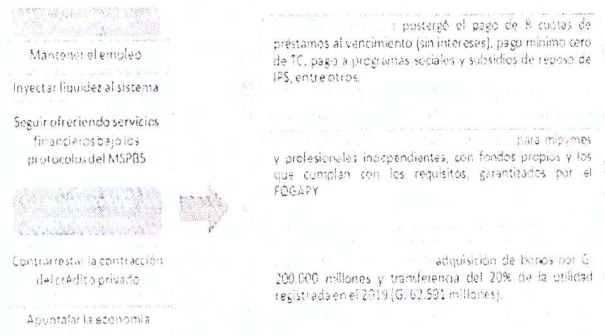 Mantener el empleo
Inyectar liquidez al sistema
Seguir ofreciendo servicios
financieros bajo los
protocolos del MSPBS
Contrarrestar la contracción
del crédito privado
Apuntalar la economía
: postergó el pago de 8 cuotas de
préstamos al vencimiento (sin intereses), pago mínimo cero
de TC, pago a programas sociales y subsidios de reposo de
IPS, entre otros.
para mipymes
y profesionales independientes, con fondos propios y los
que cumplan con los requisitos, garantizados por el
FOGAPY
adquisición de bonos por G.
200.000 millones y transferencia del 20% de la utilidad
registrada en el 2019 (G. 62.591 millones).